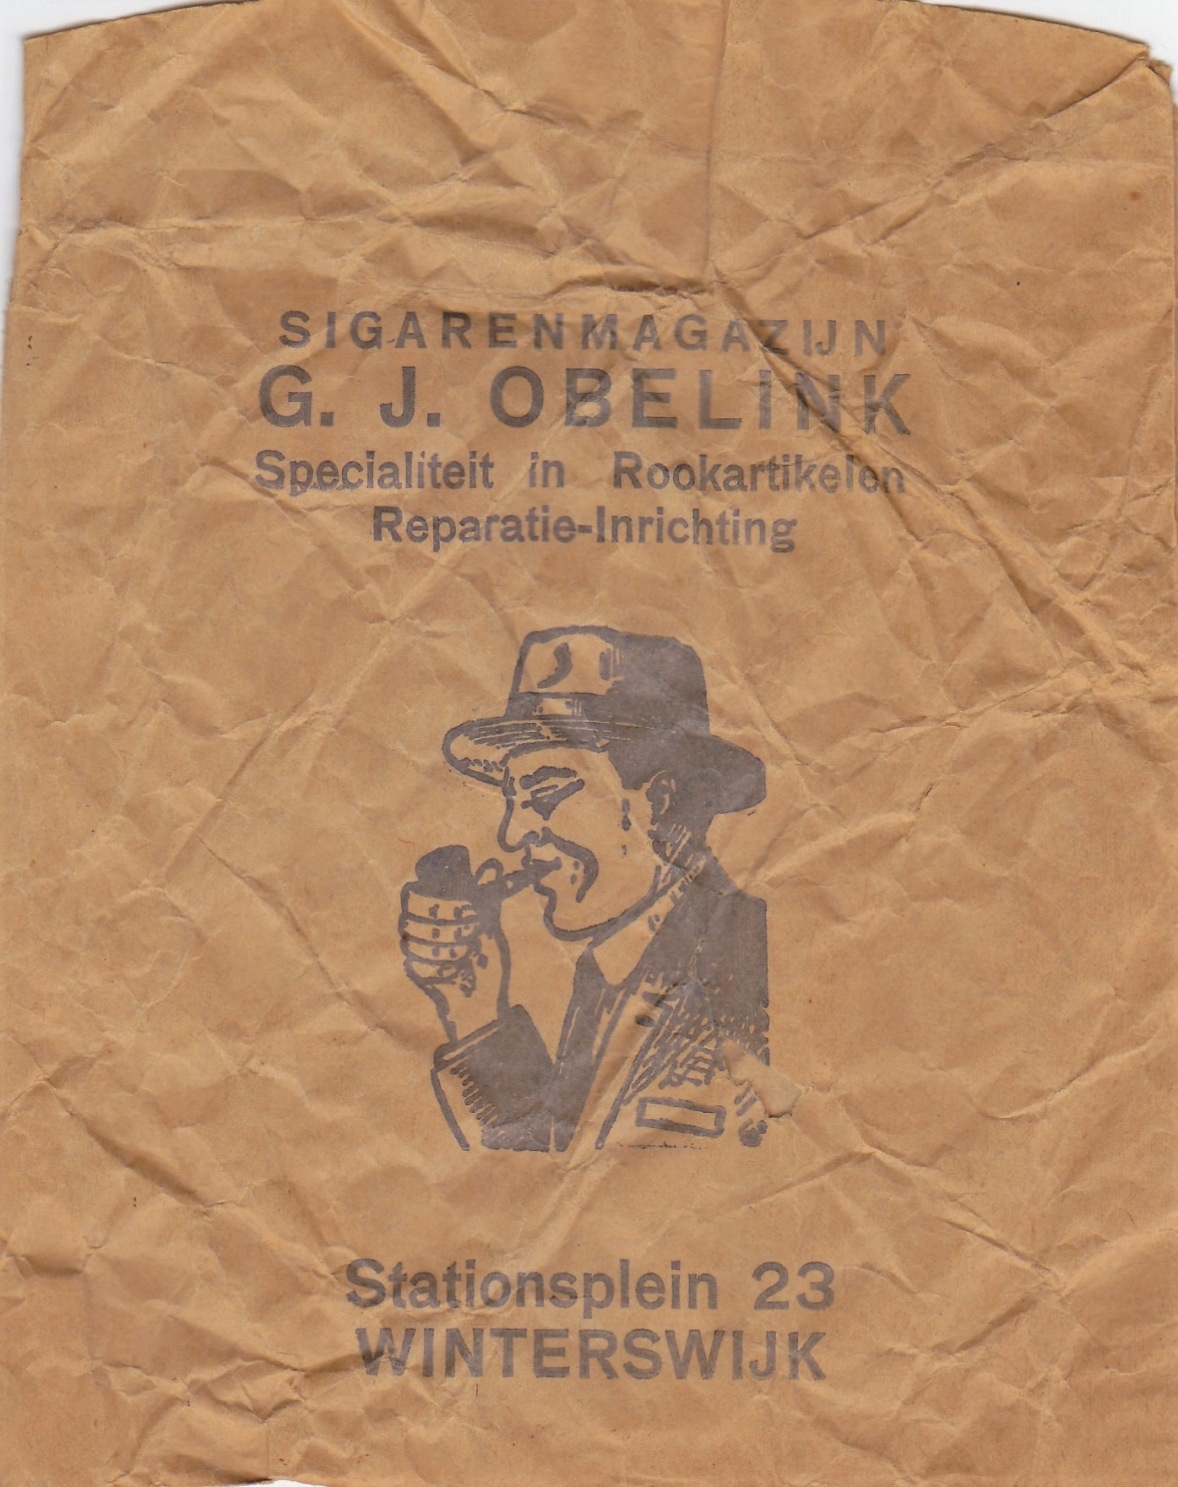 SIGARENMAGAZIJN
G. J. OBELINK
Specialiteit in Rookartikelen
Reparatie-Inrichting
Stationsplein 23
WINTERSWIJK